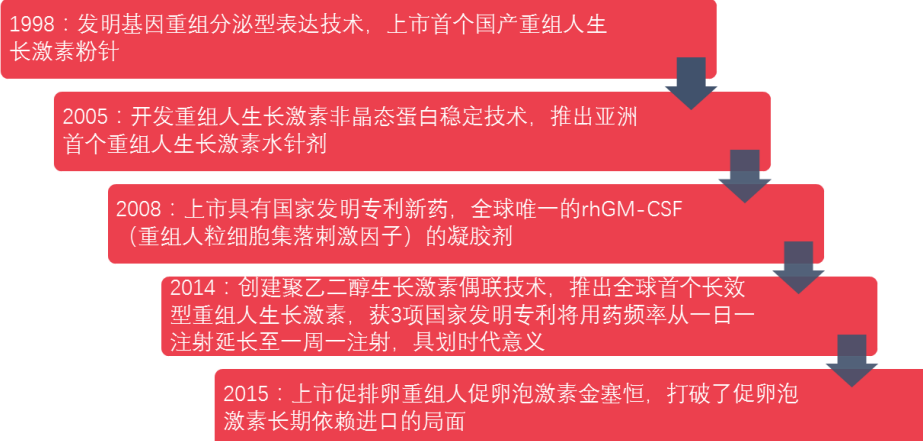 1998：发明基因重组分泌型表达技术，上市首个国产重组人生
长激素粉针
2005：开发重组人生长激素非晶态蛋白稳定技术，推出亚洲
首个重组人生长激素水针剂
2008：上市具有国家发明专利新药，全球唯一的rhGM-CSF
（重组人粒细胞集落刺激因子）的凝胶剂
2014：创建聚乙二醇生长激素偶联技术，推出全球首个长效
型重组人生长激素，获3项国家发明专利将用药频率从一日一
注射延长至一周一注射，具划时代意义
2015：上市促排卵重组人促卵泡激素金塞恒，打破了促卵泡
激素长期依赖进口的局面